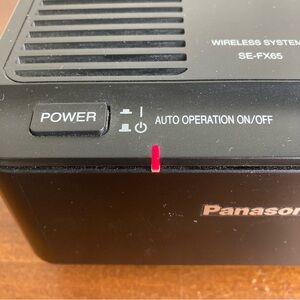 WIRELESS SYSTEM
SE-FX65
POWER
AUTO OPERATION ON/OFF
Panason